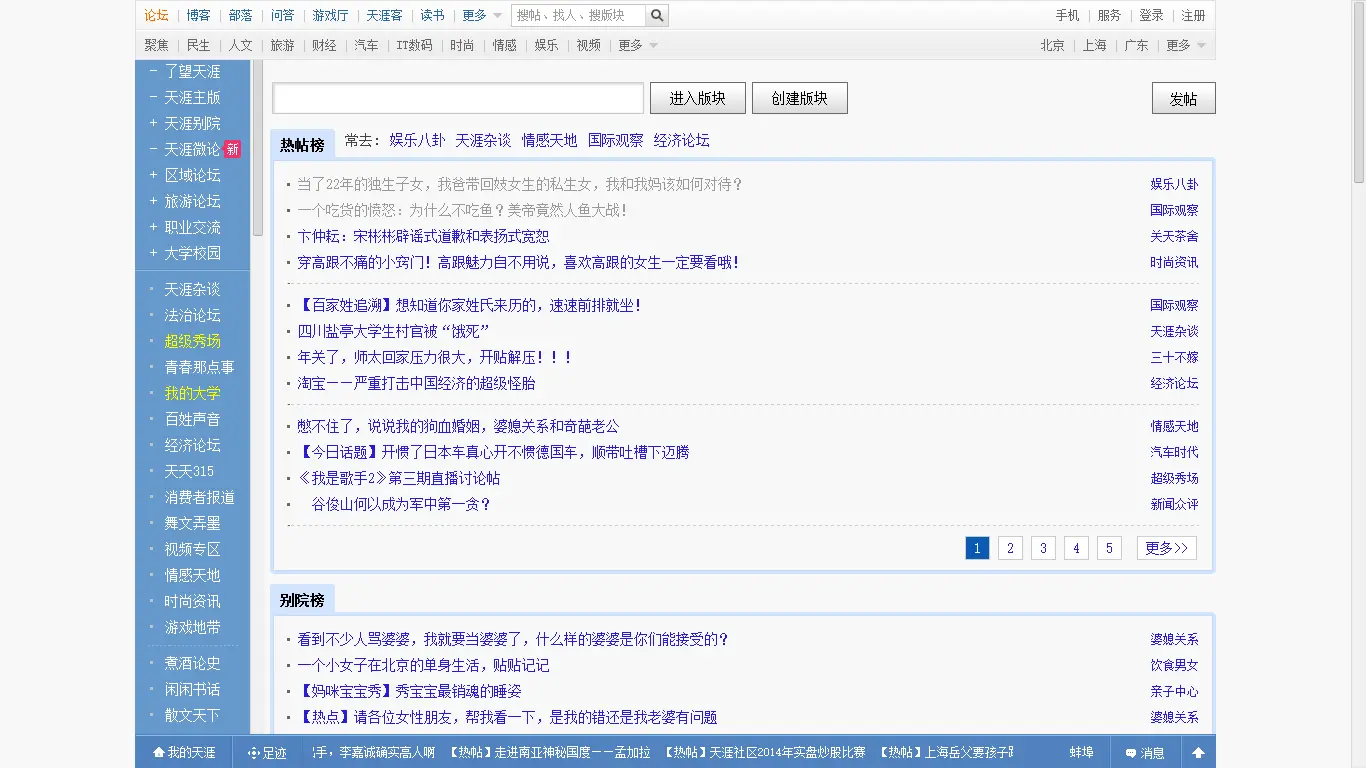 论坛 博客 部落 问答 游戏厅 天涯客 读书 更多 搜帖、找人、搜版块 手机 服务 登录 注册
聚焦 民生 人文 旅游 财经 汽车 IT数码 时尚 情感 娱乐 视频 更多 北京 上海 广东 更多
− 了望天涯
− 天涯主版
+ 天涯别院
− 天涯微论 新
+ 区域论坛
+ 旅游论坛
+ 职业交流
+ 大学校园
天涯杂谈
法治论坛
超级秀场
青春那点事
我的大学
百姓声音
经济论坛
天天315
消费者报道
舞文弄墨
视频专区
情感天地
时尚资讯
游戏地带
煮酒论史
闲闲书话
散文天下
进入版块 创建版块 发帖
热帖榜 常去: 娱乐八卦 天涯杂谈 情感天地 国际观察 经济论坛
当了22年的独生子女，我爸带回妓女生的私生女，我和我妈该如何对待？ 娱乐八卦
一个吃货的愤怒：为什么不吃鱼？美帝竟然人鱼大战！ 国际观察
卞仲耘：宋彬彬辟谣式道歉和表扬式宽恕 关天茶舍
穿高跟不痛的小窍门！高跟魅力自不用说，喜欢高跟的女生一定要看哦！ 时尚资讯
【百家姓追溯】想知道你家姓氏来历的，速速前排就坐！ 国际观察
四川盐亭大学生村官被“饿死” 天涯杂谈
年关了，师太回家压力很大，开贴解压！！！ 三十不嫁
淘宝－－严重打击中国经济的超级怪胎 经济论坛
憋不住了，说说我的狗血婚姻，婆媳关系和奇葩老公 情感天地
【今日话题】开惯了日本车真心开不惯德国车，顺带吐槽下迈腾 汽车时代
《我是歌手2》第三期直播讨论帖 超级秀场
谷俊山何以成为军中第一贪？ 新闻众评
1 2 3 4 5 更多>>
别院榜
看到不少人骂婆婆，我就要当婆婆了，什么样的婆婆是你们能接受的？ 婆媳关系
一个小女子在北京的单身生活，贴贴记记 饮食男女
【妈咪宝宝秀】秀宝宝最销魂的睡姿 亲子中心
【热点】请各位女性朋友，帮我看一下，是我的错还是我老婆有问题 婆媳关系
我的天涯 足迹 手，李嘉诚确实高人啊 【热帖】走进南亚神秘国度－－孟加拉 【热帖】天涯社区2014年实盘炒股比赛 【热帖】上海岳父要孩子 蚌埠 消息